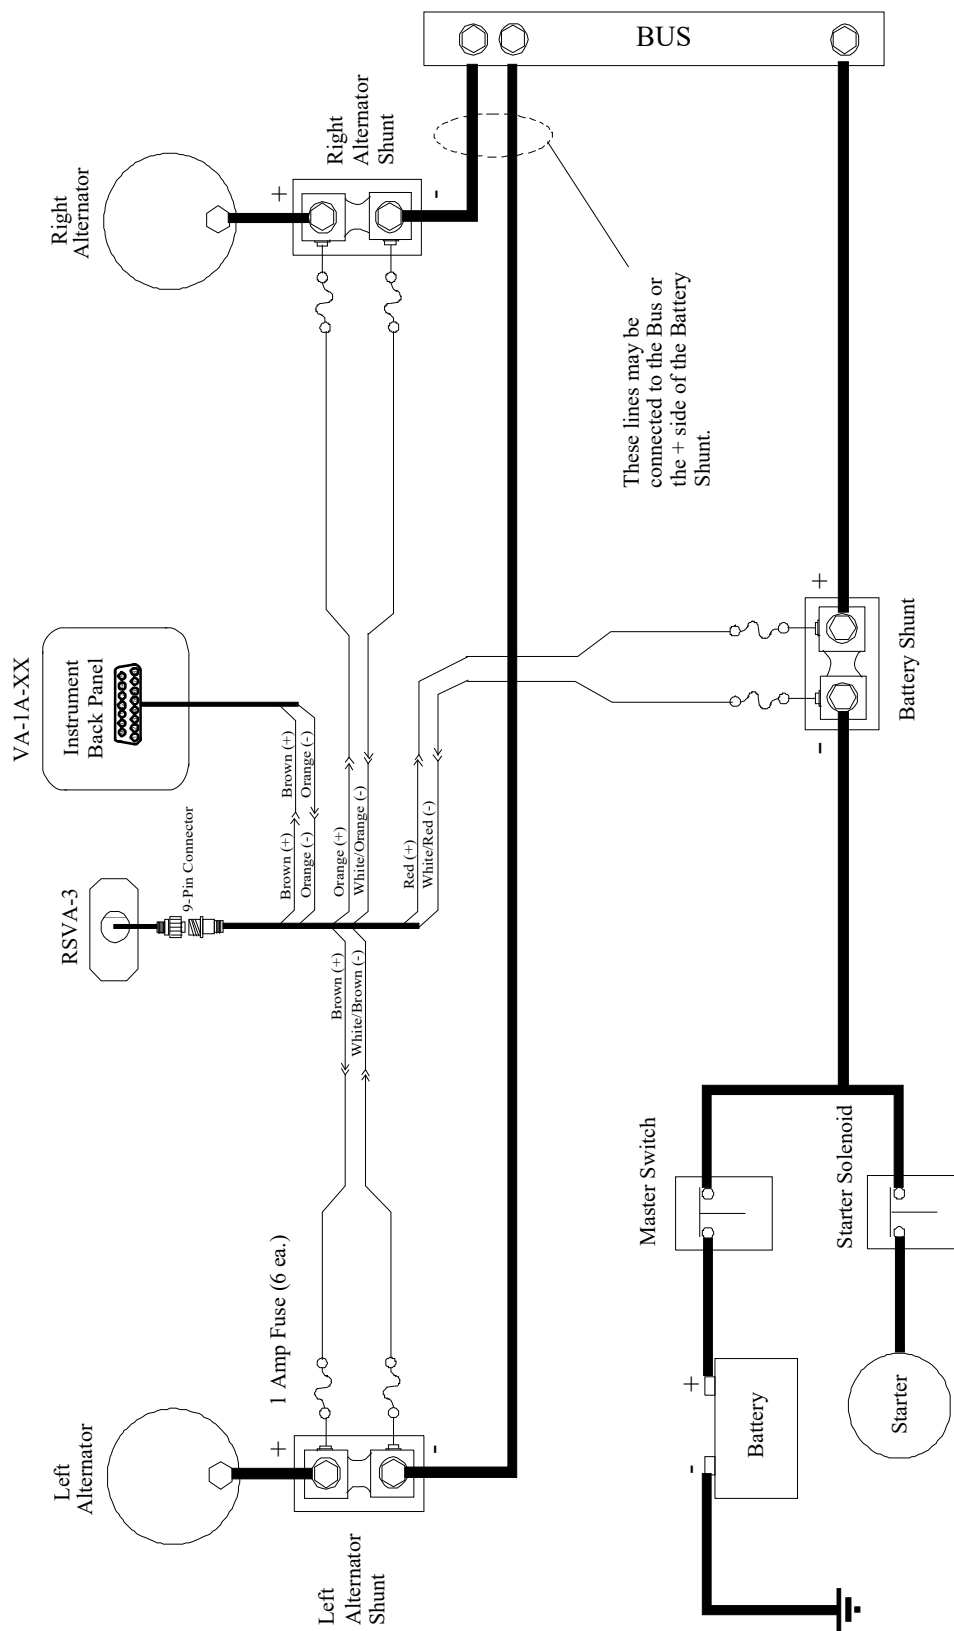 VA-1A-XX
Instrument
Back Panel
RSVA-3
9-Pin Connector
Left
Alternator
Right
Alternator
+
-
+
-
1 Amp Fuse (6 ea.)
Left
Alternator
Shunt
Right
Alternator
Shunt
Brown (+)
Orange (-)
Brown (+)
Orange (-)
Brown (+)
White/Brown (-)
Orange (+)
White/Orange (-)
Red (+)
White/Red (-)
BUS
These lines may be
connected to the Bus or
the + side of the Battery
Shunt.
Master Switch
Starter Solenoid
-
+
Battery
Starter
-
+
Battery Shunt